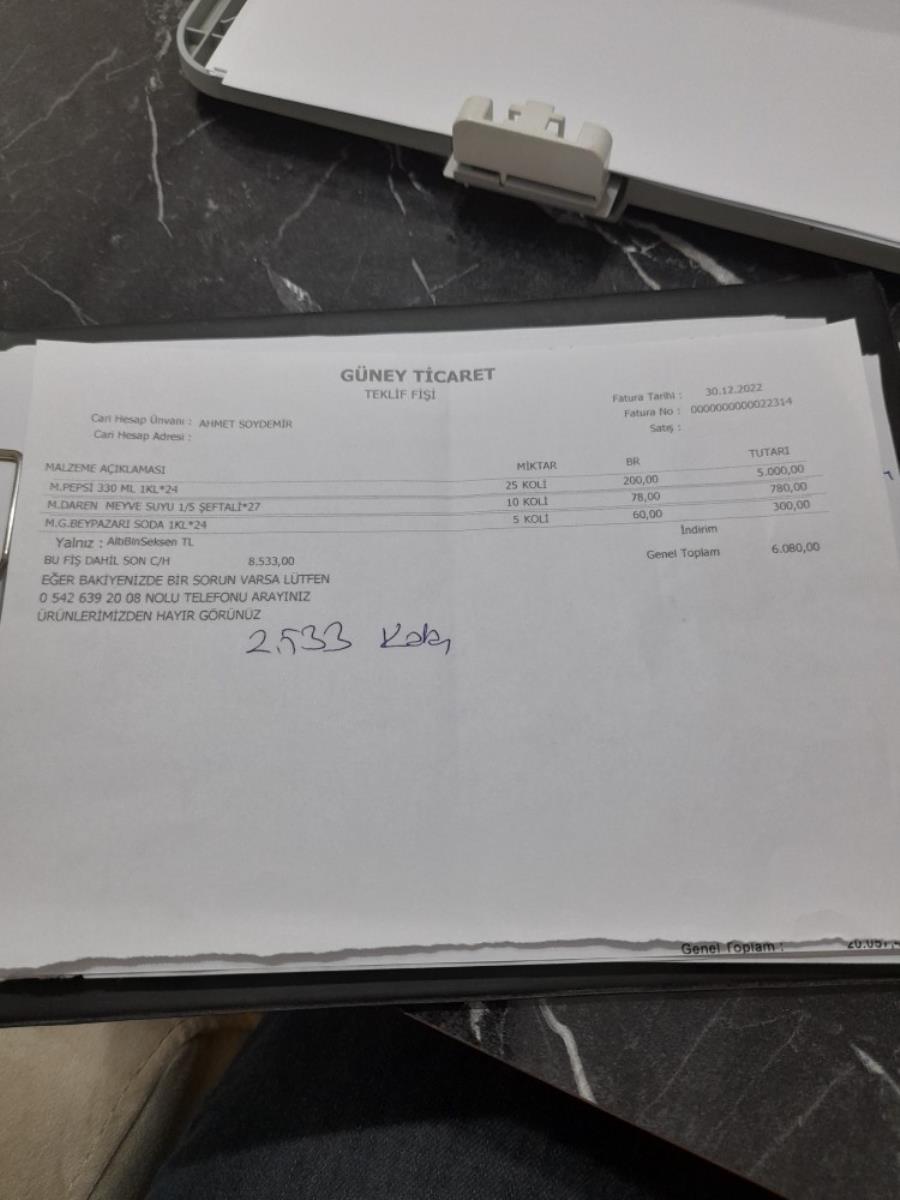 GÜNEY TİCARET
TEKLİF FİŞİ
Cari Hesap Ünvanı : AHMET SOYDEMİR
Cari Hesap Adresi :
Fatura Tarihi : 30.12.2022
Fatura No : 0000000000022314
Satış :
MALZEME AÇIKLAMASI MİKTAR BR TUTARI
M.PEPSİ 330 ML 1KL*24 25 KOLİ 200,00 5.000,00
M.DAREN MEYVE SUYU 1/5 ŞEFTALİ*27 10 KOLİ 78,00 780,00
M.G.BEYPAZARI SODA 1KL*24 5 KOLİ 60,00 300,00
Yalnız : AltıBinSeksen TL İndirim
BU FİŞ DAHİL SON C/H 8.533,00 Genel Toplam 6.080,00
EĞER BAKİYENİZDE BİR SORUN VARSA LÜTFEN
0 542 639 20 08 NOLU TELEFONU ARAYINIZ
ÜRÜNLERİMİZDEN HAYIR GÖRÜNÜZ
2.533
Genel Toplam :